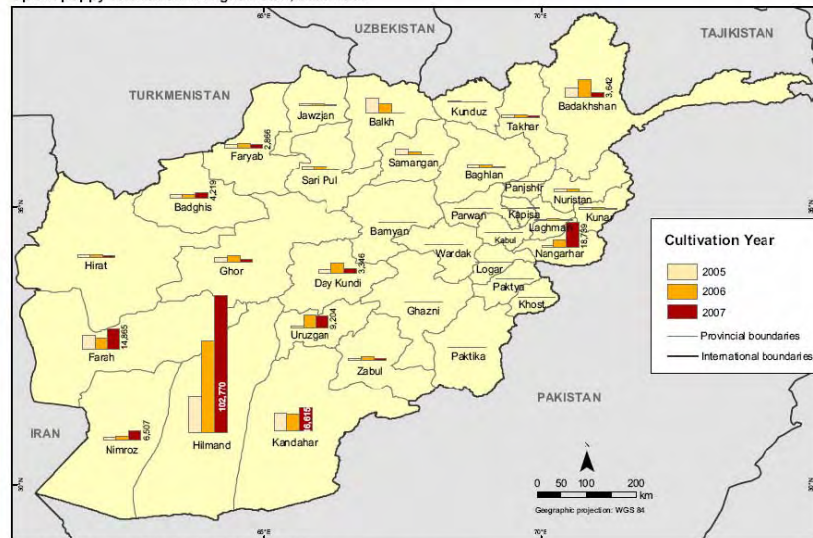 UZBEKISTAN
TAJIKISTAN
TURKMENISTAN
Jawzjan
Balkh
Kunduz
Takhar
Badakhshan
3,642
Faryab
2,866
Sari Pul
Samangan
Baghlan
Panjshir
Nuristan
Badghis
4,219
Bamyan
Parwan
Kapisa
Kunar
Laghman
Kabul
Nangarhar
18,739
Hirat
Ghor
Day Kundi
3,346
Wardak
Logar
Paktya
Khost
Ghazni
Farah
14,865
Uruzgan
9,204
Zabul
Paktika
Nimroz
6,507
Hilmand
102,770
Kandahar
16,615
IRAN
PAKISTAN
Cultivation Year
2005
2006
2007
Provincial boundaries
International boundaries
N
0 50 100 200
km
Geographic projection: WGS 84
65°E
70°E
30°N